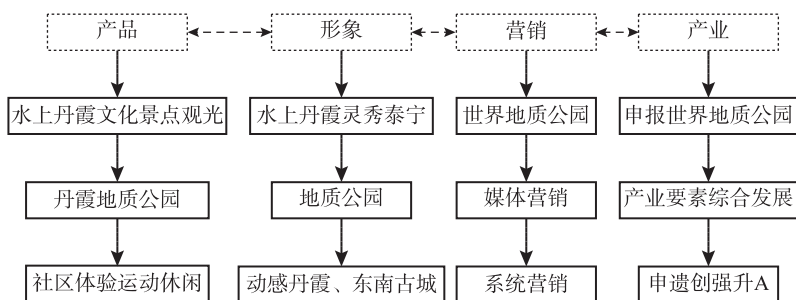 产品 形象 营销 产业
水上丹霞文化景点观光 水上丹霞灵秀泰宁 世界地质公园 申报世界地质公园
丹霞地质公园 地质公园 媒体营销 产业要素综合发展
社区体验运动休闲 动感丹霞、东南古城 系统营销 申遗创强升A